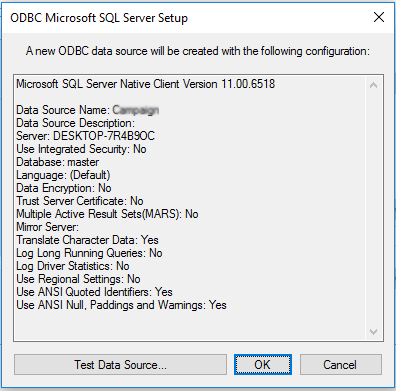 ODBC Microsoft SQL Server Setup
A new ODBC data source will be created with the following configuration:
Microsoft SQL Server Native Client Version 11.00.6518
Data Source Name:
Data Source Description:
Server: DESKTOP-7R4B9OC
Use Integrated Security: No
Database: master
Language: (Default)
Data Encryption: No
Trust Server Certificate: No
Multiple Active Result Sets(MARS): No
Mirror Server:
Translate Character Data: Yes
Log Long Running Queries: No
Log Driver Statistics: No
Use Regional Settings: No
Use ANSI Quoted Identifiers: Yes
Use ANSI Null, Paddings and Warnings: Yes
Test Data Source... OK Cancel